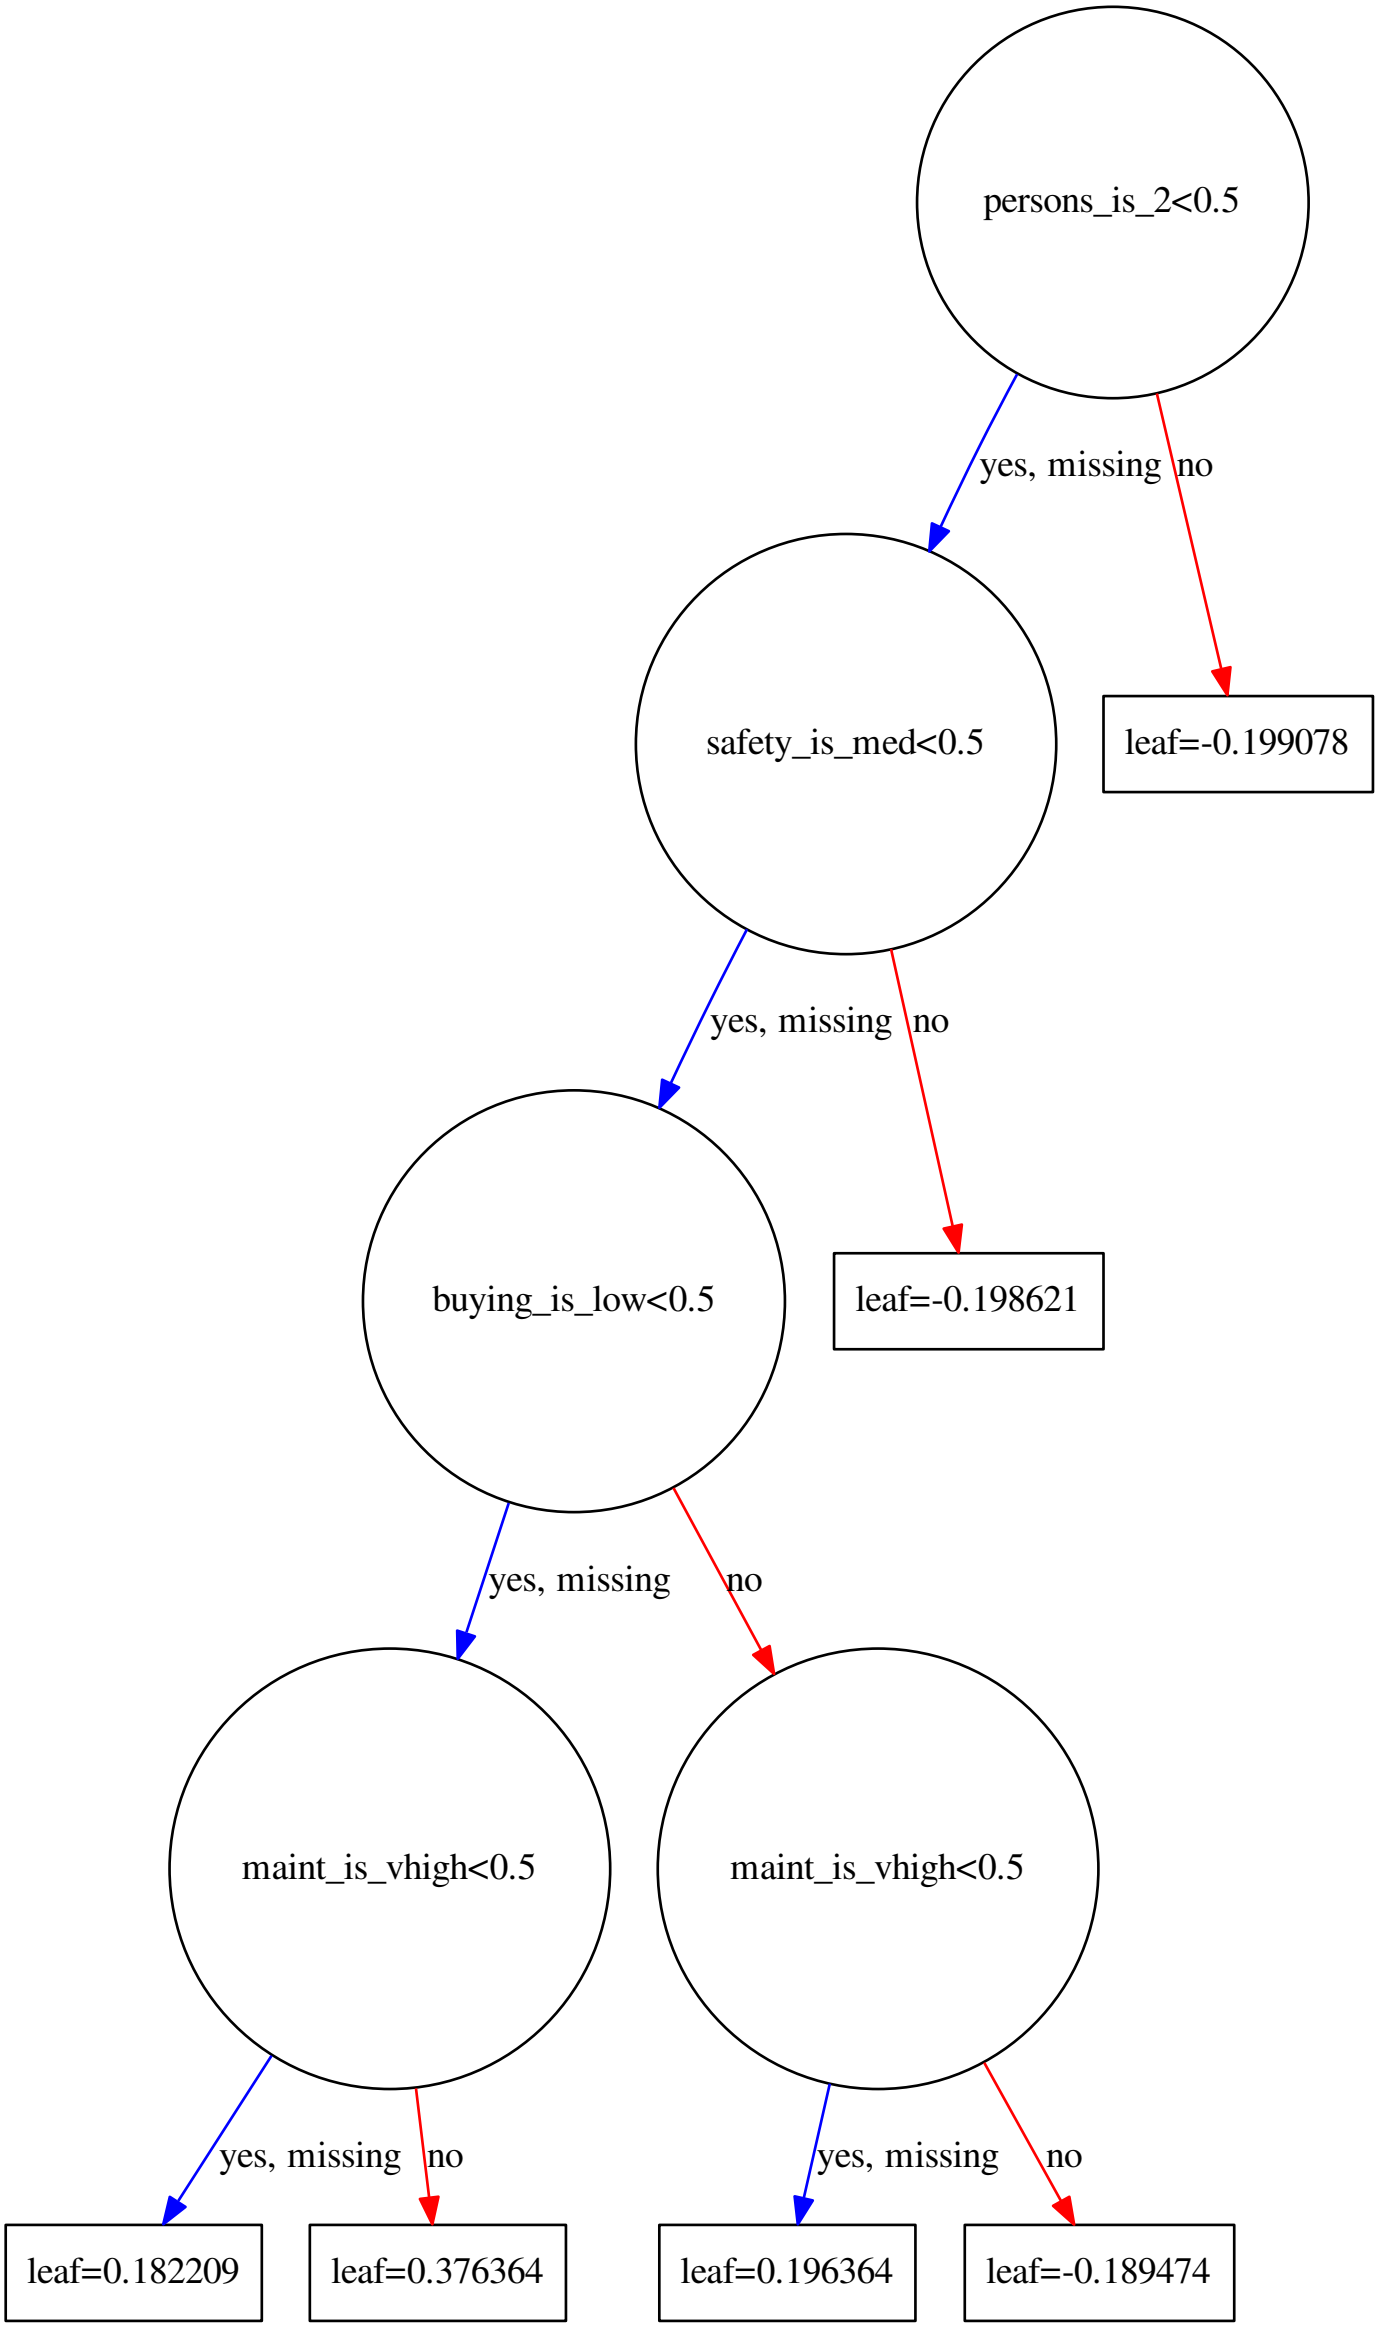 persons_is_2<0.5
yes, missing
no
safety_is_med<0.5
leaf=-0.199078
yes, missing
no
buying_is_low<0.5
leaf=-0.198621
yes, missing
no
maint_is_vhigh<0.5
maint_is_vhigh<0.5
yes, missing
no
yes, missing
no
leaf=0.182209
leaf=0.376364
leaf=0.196364
leaf=-0.189474